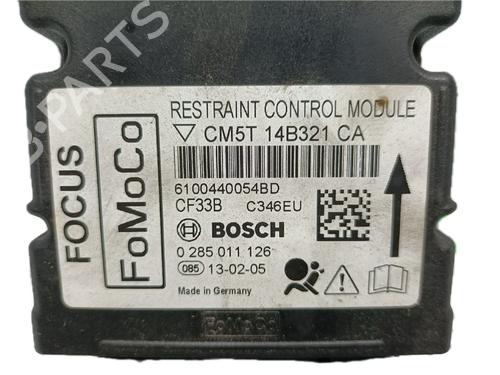 RESTRAINT CONTROL MODULE
CM5T 14B321 CA
6100440054BD
CF33B C346EU
BOSCH
0 285 011 126
085 13-02-05
Made in Germany
FOCUS
FoMoCo
FoMoCo
B-PARTS